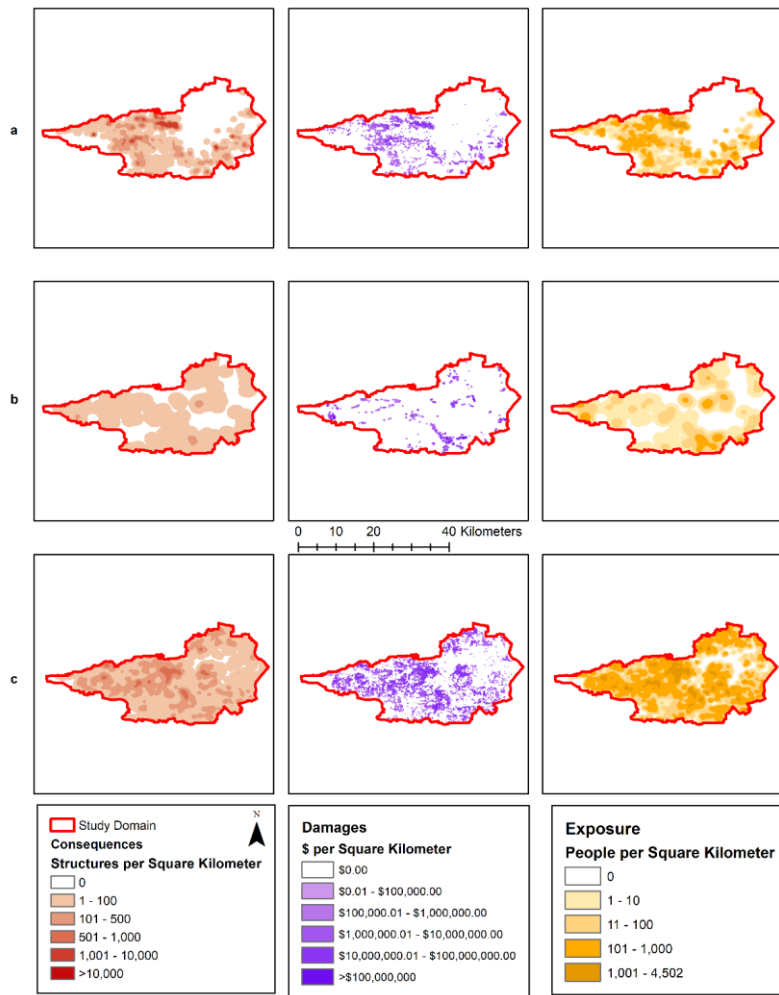 a
b
0 10 20 40 Kilometers
c
Study Domain
N
Consequences
Structures per Square Kilometer
0
1 - 100
101 - 500
501 - 1,000
1,001 - 10,000
>10,000
Damages
$ per Square Kilometer
$0.00
$0.01 - $100,000.00
$100,000.01 - $1,000,000.00
$1,000,000.01 - $10,000,000.00
$10,000,000.01 - $100,000,000.00
>$100,000,000
Exposure
People per Square Kilometer
0
1 - 10
11 - 100
101 - 1,000
1,001 - 4,502